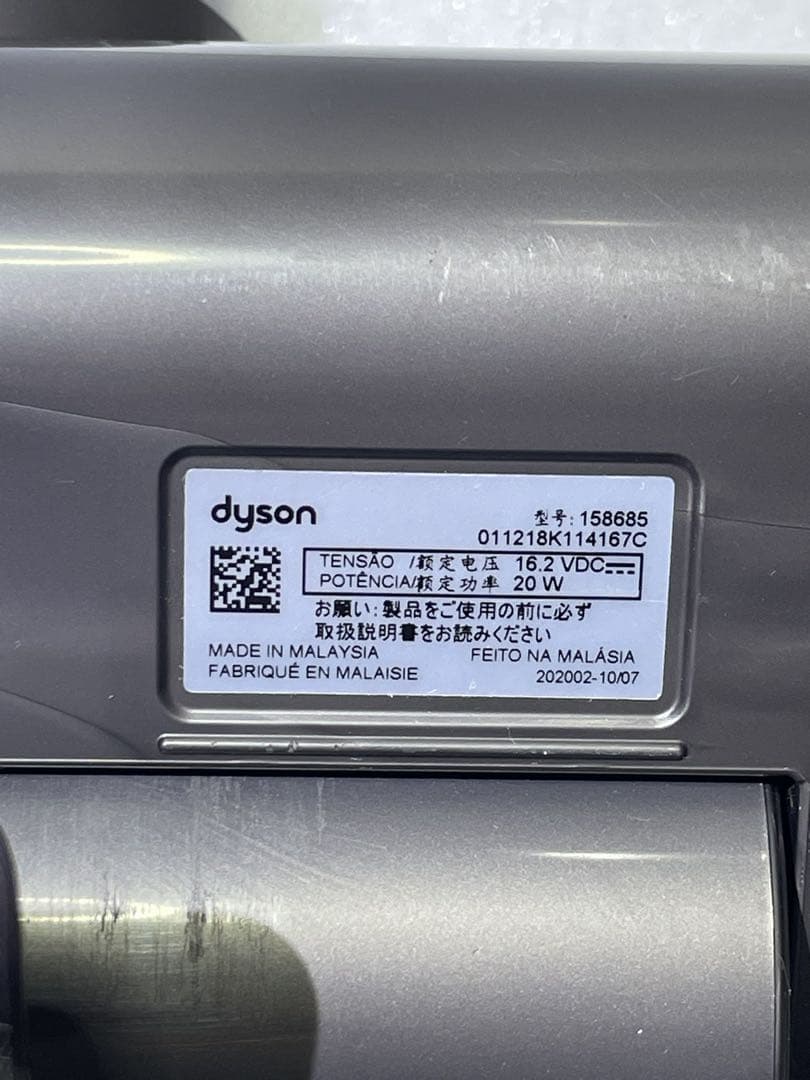 dyson
型号: 158685
011218K114167C
TENSÃO /额定电压 16.2 VDC
POTÊNCIA/额定功率 20 W
お願い:製品をご使用の前に必ず
取扱説明書をお読みください
MADE IN MALAYSIA
FEITO NA MALÁSIA
FABRIQUÉ EN MALAISIE
202002-10/07